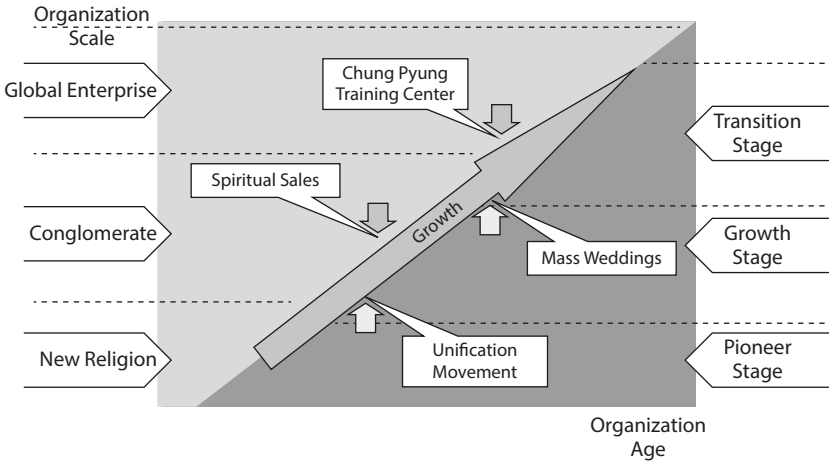 Organization
Scale
Global Enterprise
Conglomerate
New Religion
Chung Pyung
Training Center
Spiritual Sales
Growth
Mass Weddings
Unification
Movement
Transition
Stage
Growth
Stage
Pioneer
Stage
Organization
Age